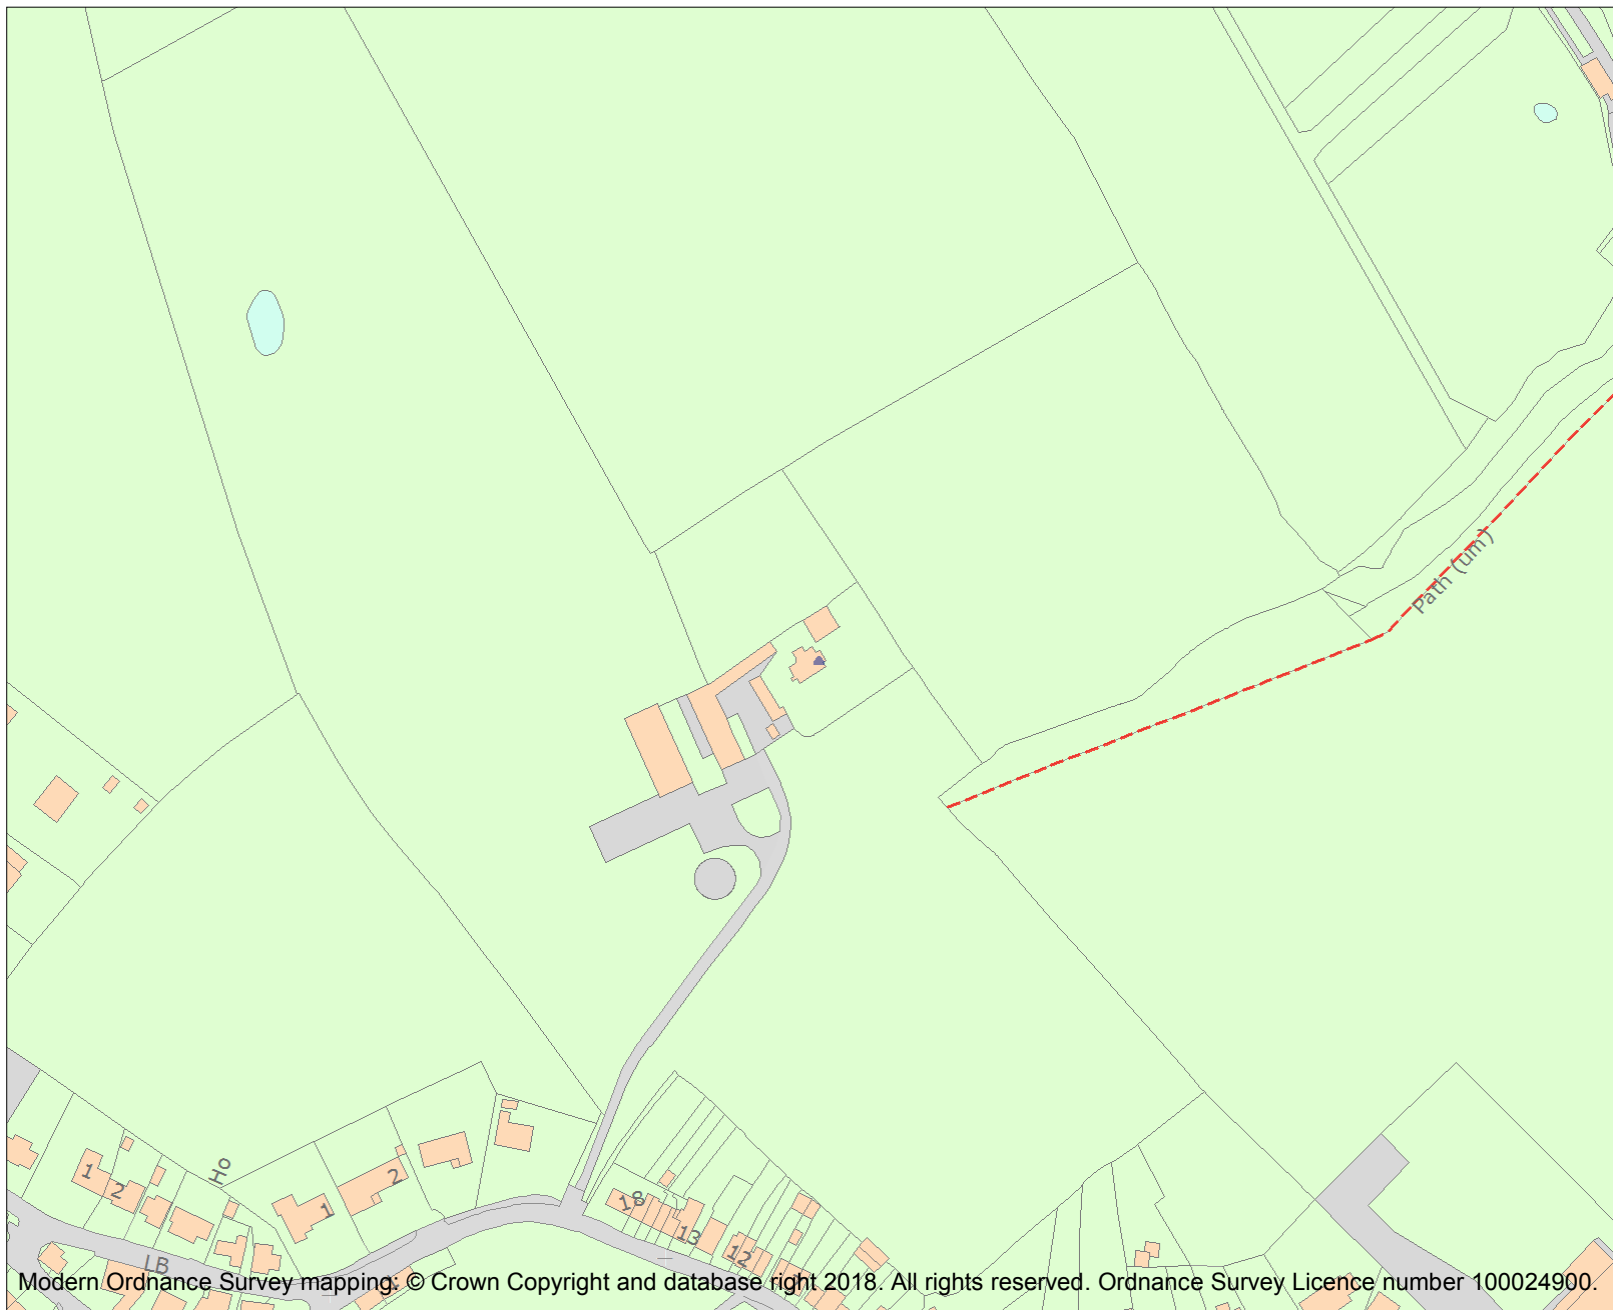 Path (um)
Ho
1
2
1
2
18
13
12
LB
Modern Ordnance Survey mapping: © Crown Copyright and database right 2018. All rights reserved. Ordnance Survey Licence number 100024900.